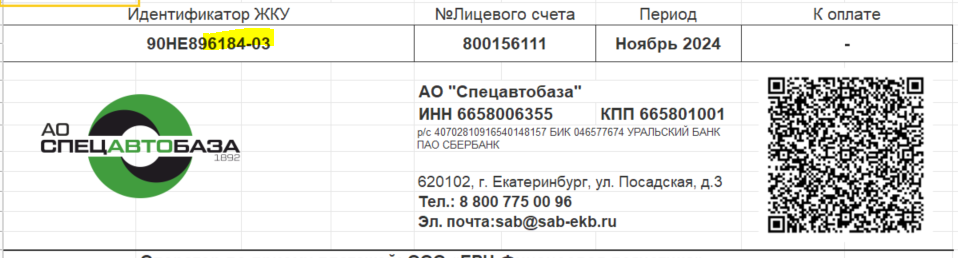 Идентификатор ЖКУ №Лицевого счета Период К оплате
90НЕ896184-03 800156111 Ноябрь 2024 -
АО "Спецавтобаза"
ИНН 6658006355 КПП 665801001
р/с 40702810916540148157 БИК 046577674 УРАЛЬСКИЙ БАНК
ПАО СБЕРБАНК
АО
СПЕЦАВТОБАЗА
1892
620102, г. Екатеринбург, ул. Посадская, д.3
Тел.: 8 800 775 00 96
Эл. почта:sab@sab-ekb.ru